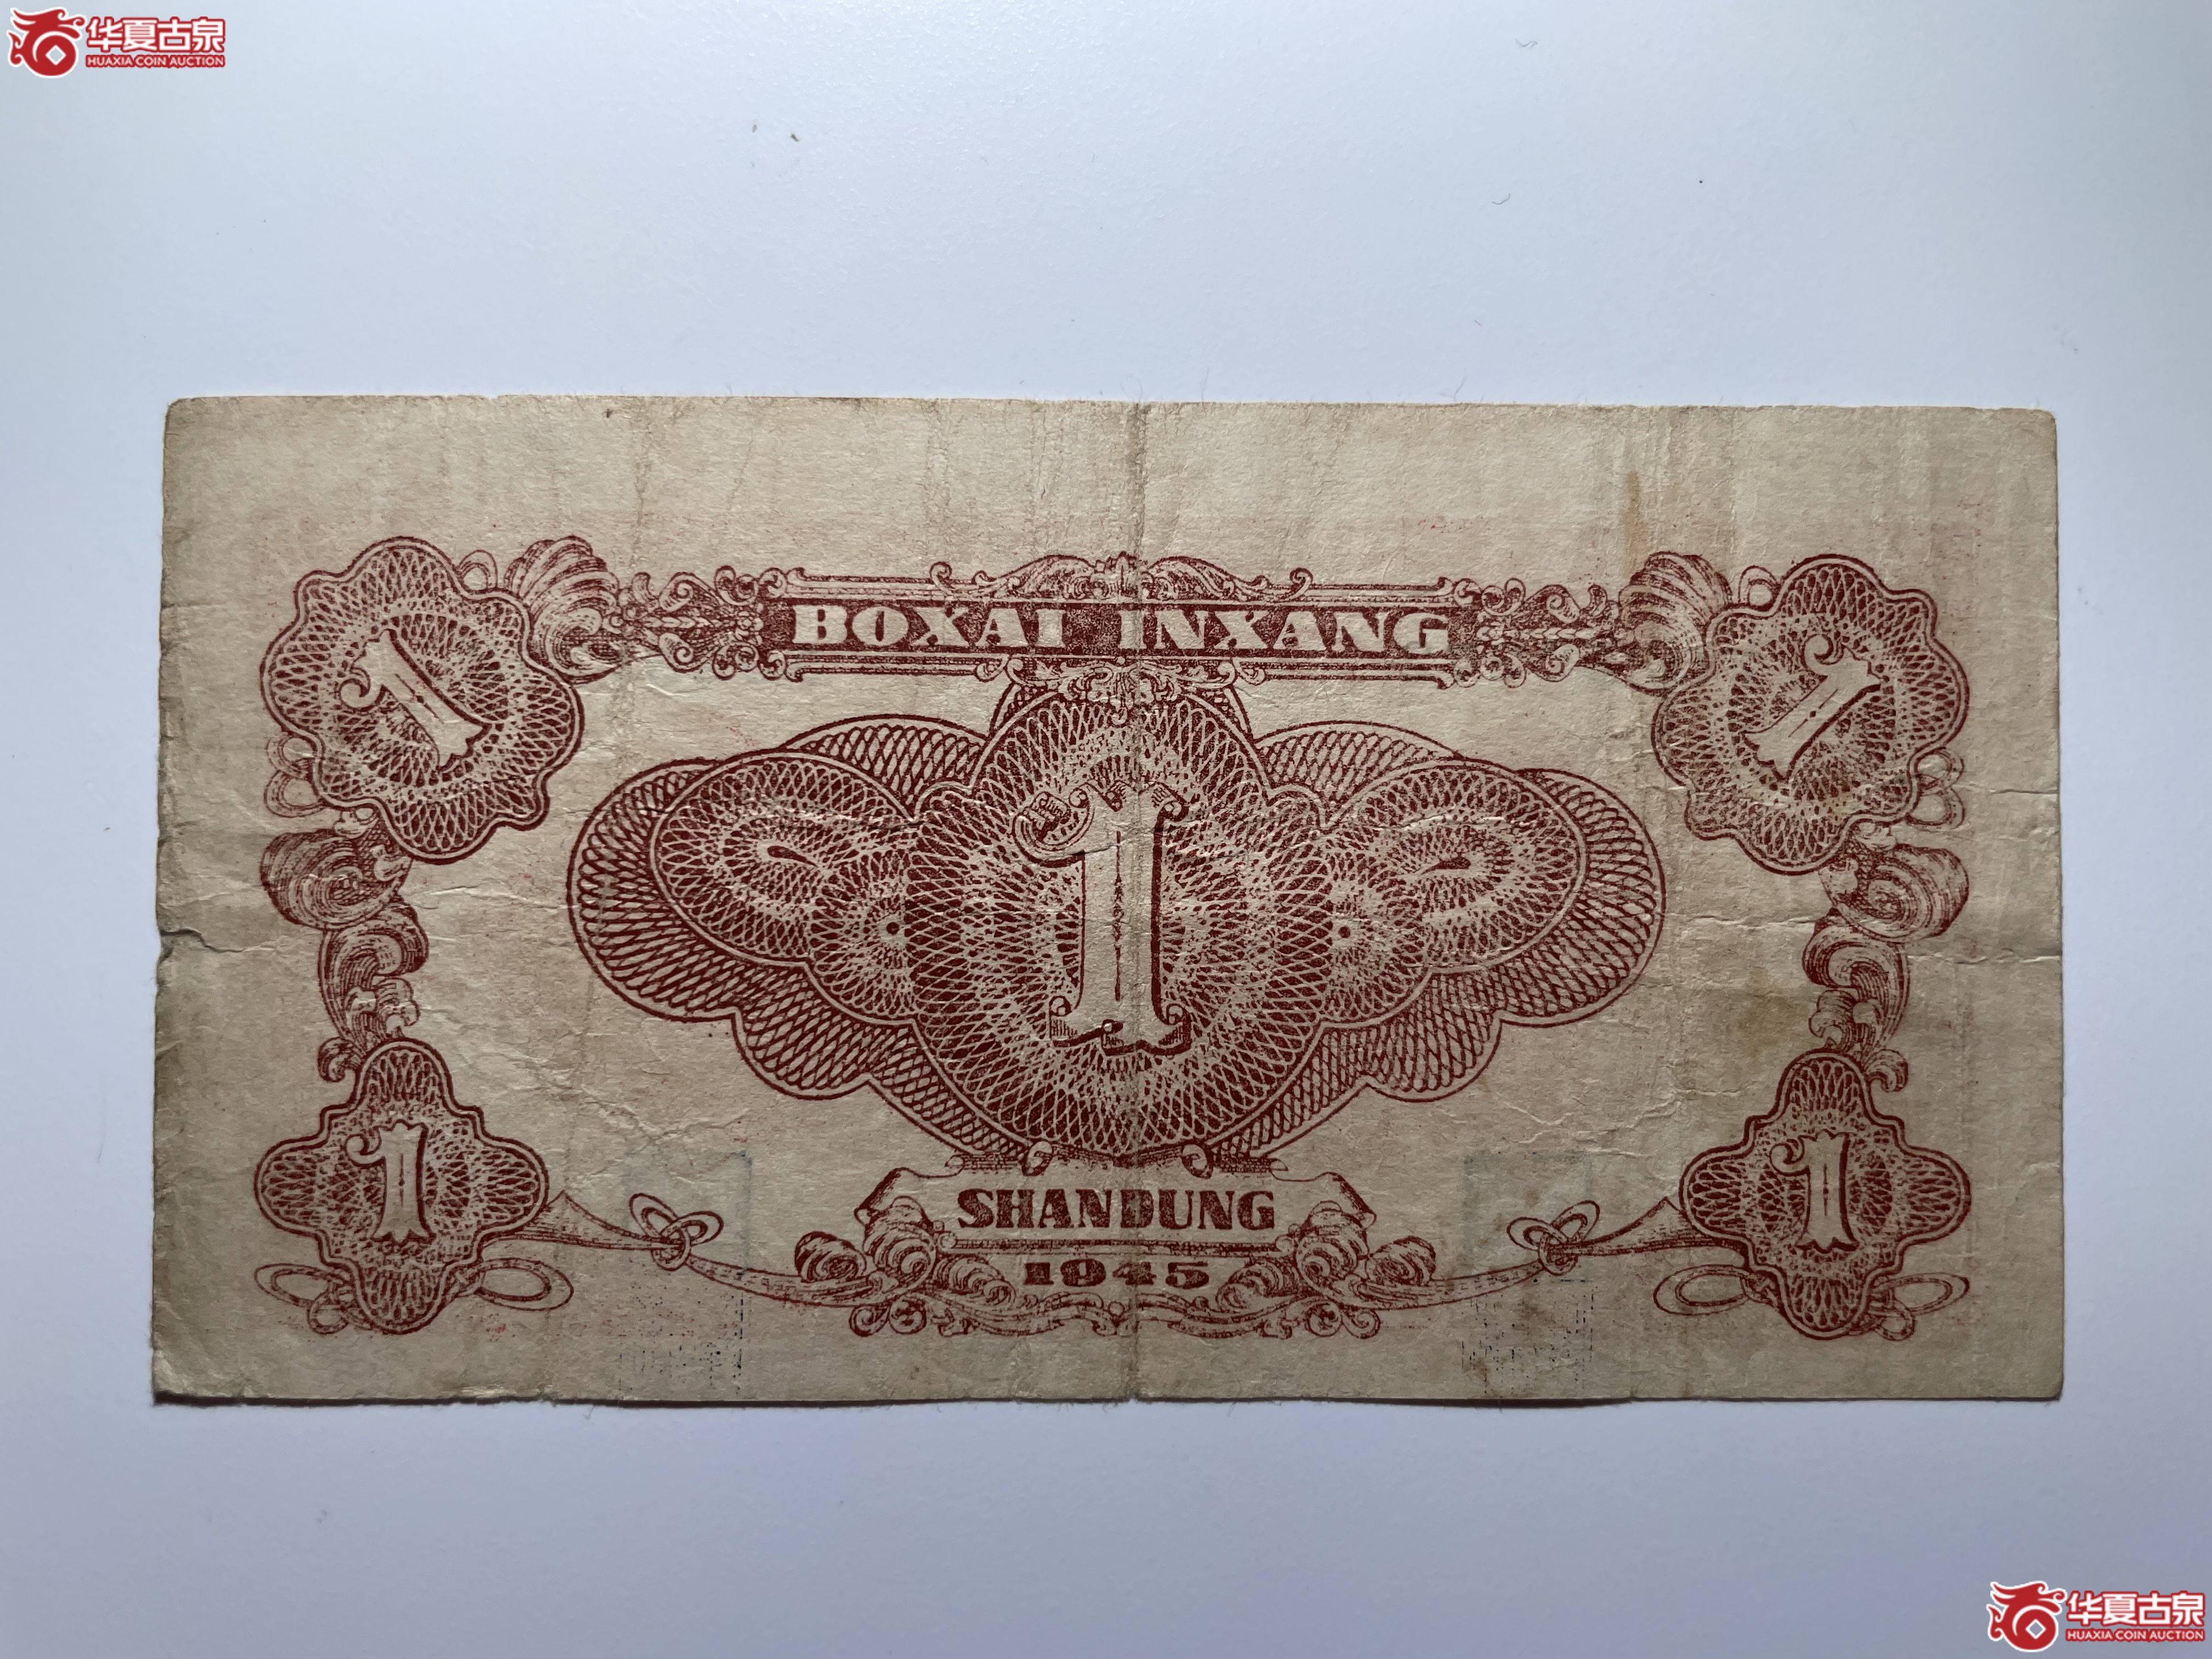 华夏古泉
HUAXIA COIN AUCTION
BOXAI INXANG
1
1
1
1
1
SHANDUNG
1945
华夏古泉
HUAXIA COIN AUCTION